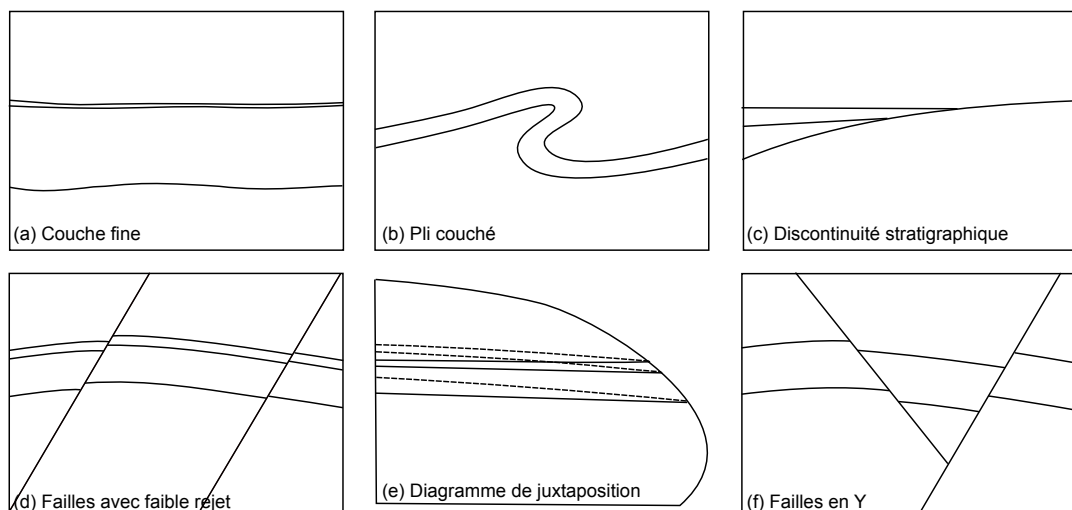 (a) Couche fine
(b) Pli couché
(c) Discontinuité stratigraphique
(d) Failles avec faible rejet
(e) Diagramme de juxtaposition
(f) Failles en Y